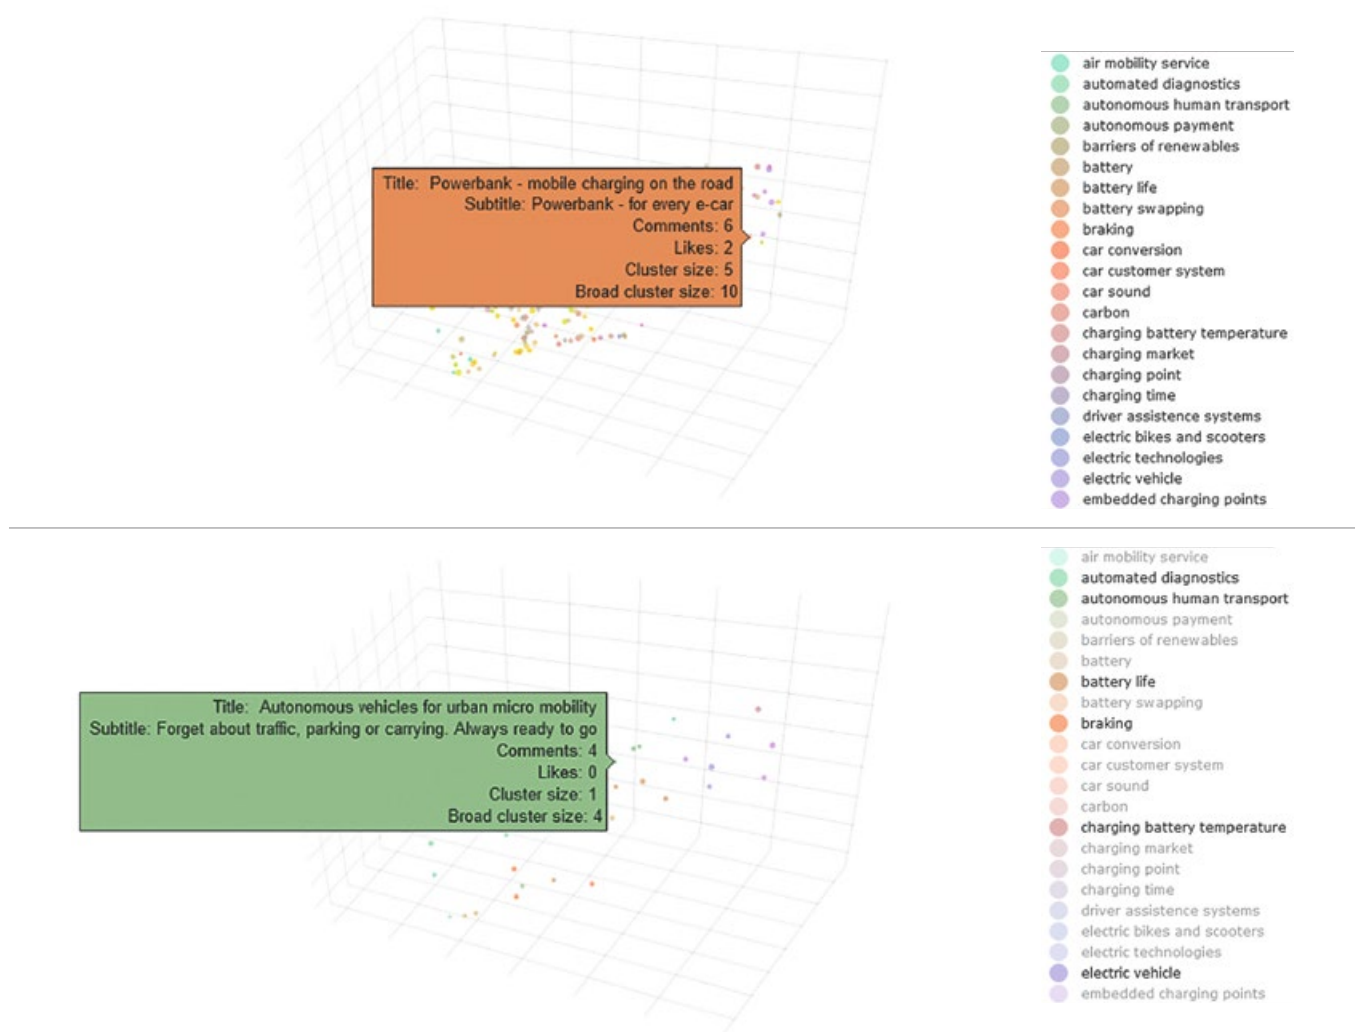 Title:  Powerbank - mobile charging on the road
Subtitle: Powerbank - for every e-car
Comments: 6
Likes: 2
Cluster size: 5
Broad cluster size: 10
air mobility service
automated diagnostics
autonomous human transport
autonomous payment
barriers of renewables
battery
battery life
battery swapping
braking
car conversion
car customer system
car sound
carbon
charging battery temperature
charging market
charging point
charging time
driver assistence systems
electric bikes and scooters
electric technologies
electric vehicle
embedded charging points
Title:  Autonomous vehicles for urban micro mobility
Subtitle: Forget about traffic, parking or carrying. Always ready to go
Comments: 4
Likes: 0
Cluster size: 1
Broad cluster size: 4
air mobility service
automated diagnostics
autonomous human transport
autonomous payment
barriers of renewables
battery
battery life
battery swapping
braking
car conversion
car customer system
car sound
carbon
charging battery temperature
charging market
charging point
charging time
driver assistence systems
electric bikes and scooters
electric technologies
electric vehicle
embedded charging points